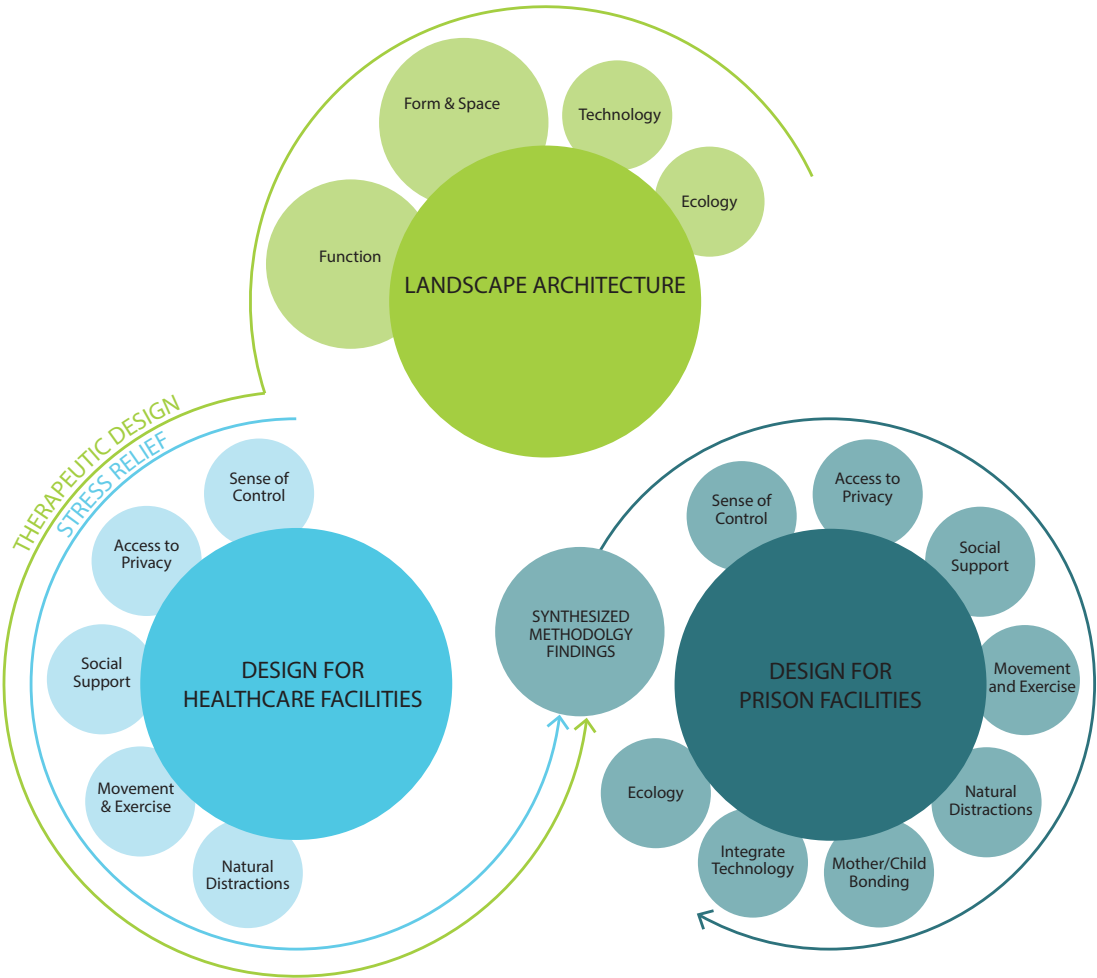 Form & Space
Technology
Ecology
Function
LANDSCAPE ARCHITECTURE
THERAPEUTIC DESIGN
STRESS RELIEF
Sense of
Control
Access to
Privacy
Social
Support
Movement
& Exercise
Natural
Distractions
DESIGN FOR
HEALTHCARE FACILITIES
SYNTHESIZED
METHODOLGY
FINDINGS
Sense of
Control
Access to
Privacy
Social
Support
Movement
and Exercise
Natural
Distractions
Mother/Child
Bonding
Integrate
Technology
Ecology
DESIGN FOR
PRISON FACILITIES